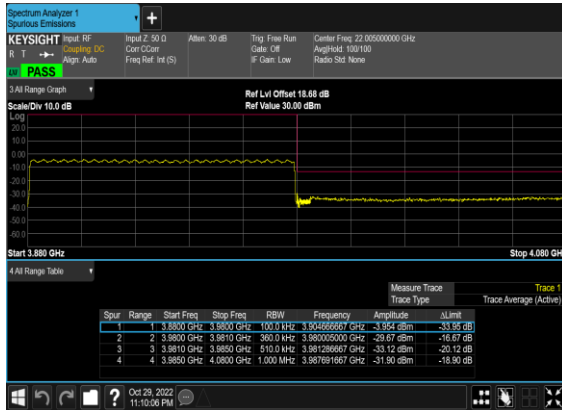 Spectrum Analyzer 1
Spurious Emissions
KEYSIGHT Input: RF Input Z: 50 Ω Atten: 30 dB Trig: Free Run Center Freq: 22.005000000 GHz
R T Coupling: DC Corr CCorr Gate: Off Avg|Hold: 100/100
Align: Auto Freq Ref: Int (S) IF Gain: Low Radio Std: None
LV PASS
3 All Range Graph
Ref Lvl Offset 18.68 dB
Scale/Div 10.0 dB Ref Value 30.00 dBm
Log
20.0
10.0
0.00
-10.0
-20.0
-30.0
-40.0
-50.0
-60.0
Start 3.880 GHz Stop 4.080 GH
4 All Range Table
Measure Trace Trace 1
Trace Type Trace Average (Active)
Spur Range Start Freq Stop Freq RBW Frequency Amplitude ΔLimit
1 1 3.8800 GHz 3.9800 GHz 100.0 kHz 3.904666667 GHz -3.954 dBm -33.95 dB
2 2 3.9800 GHz 3.9810 GHz 360.0 kHz 3.980005000 GHz -29.67 dBm -16.67 dB
3 3 3.9810 GHz 3.9850 GHz 510.0 kHz 3.981286667 GHz -33.12 dBm -20.12 dB
4 4 3.9850 GHz 4.0800 GHz 1.000 MHz 3.987691667 GHz -31.90 dBm -18.90 dB
Oct 29, 2022
11:10:06 PM